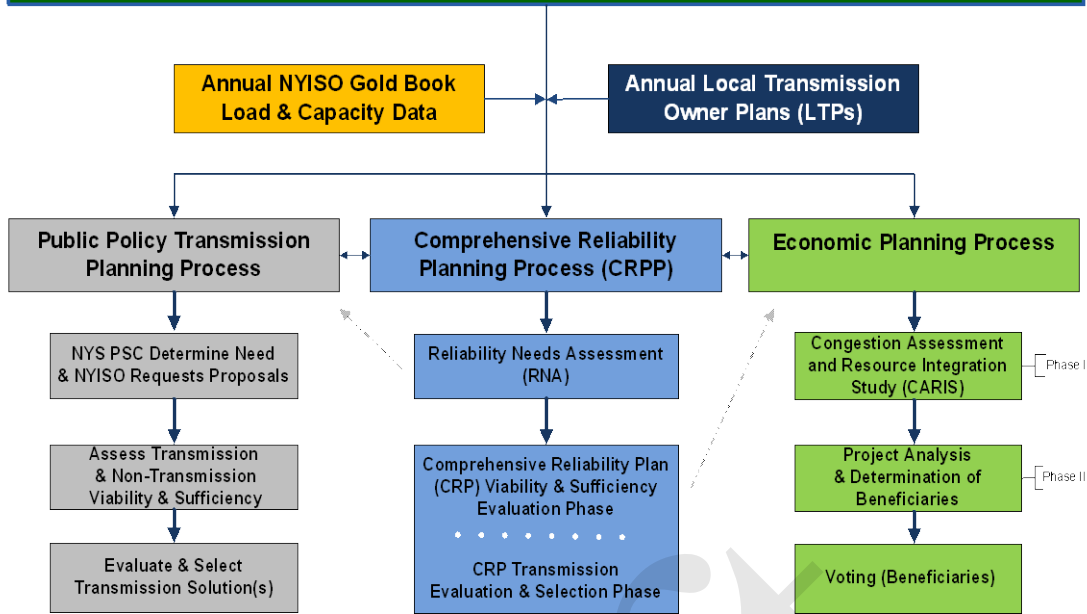 Annual NYISO Gold Book
Load & Capacity Data
Annual Local Transmission
Owner Plans (LTPs)
Public Policy Transmission
Planning Process
Comprehensive Reliability
Planning Process (CRPP)
Economic Planning Process
NYS PSC Determine Need
& NYISO Requests Proposals
Reliability Needs Assessment
(RNA)
Congestion Assessment
and Resource Integration
Study (CARIS)
Phase I
Assess Transmission
& Non-Transmission
Viability & Sufficiency
Comprehensive Reliability Plan
(CRP) Viability & Sufficiency
Evaluation Phase
Project Analysis
& Determination of
Beneficiaries
Phase II
Evaluate & Select
Transmission Solution(s)
CRP Transmission
Evaluation & Selection Phase
Voting (Beneficiaries)